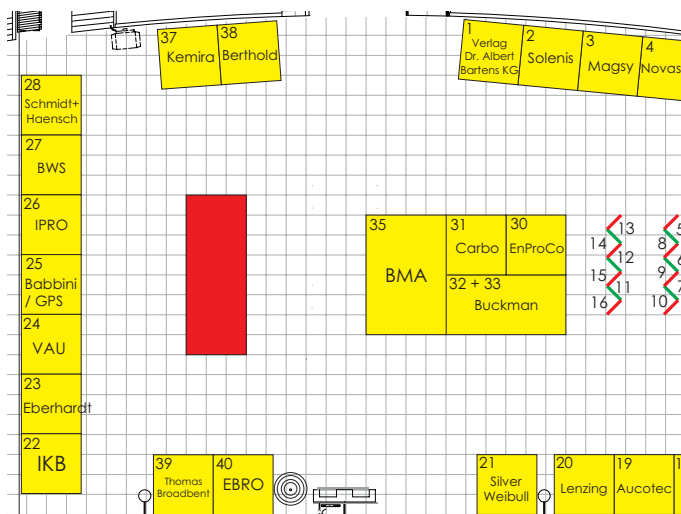 37
Kemira
38
Berthold
1
Verlag
Dr. Albert
Bartens KG
2
Solenis
3
Magsy
4
Novas
28
Schmidt+
Haensch
27
BWS
26
IPRO
25
Babbini
/ GPS
24
VAU
23
Eberhardt
22
IKB
35
BMA
31
Carbo
30
EnProCo
32 + 33
Buckman
13
14
12
15
11
16
5
8
6
9
7
10
39
Thomas
Broadbent
40
EBRO
21
Silver
Weibull
20
Lenzing
19
Aucotec
1